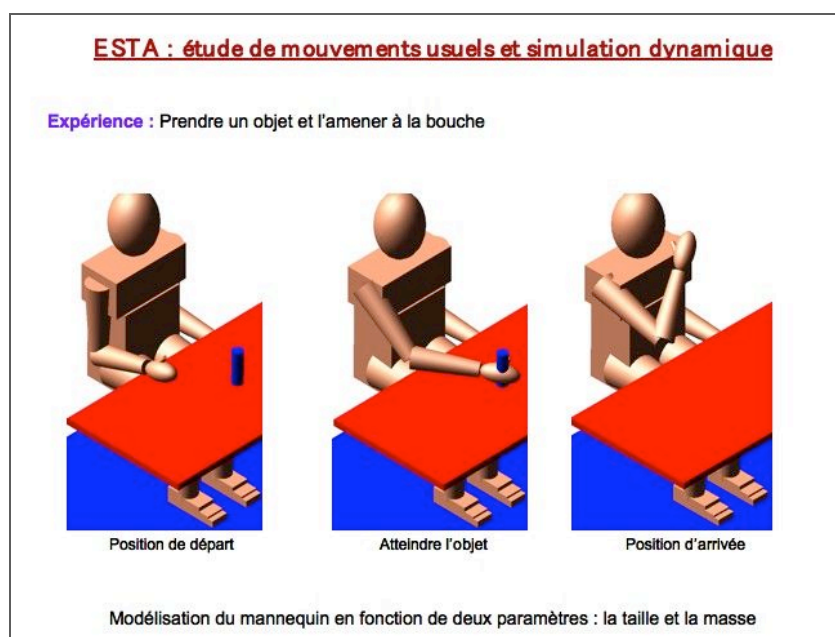 ESTA : étude de mouvements usuels et simulation dynamique
Expérience : Prendre un objet et l'amener à la bouche
Position de départ
Atteindre l'objet
Position d'arrivée
Modélisation du mannequin en fonction de deux paramètres : la taille et la masse